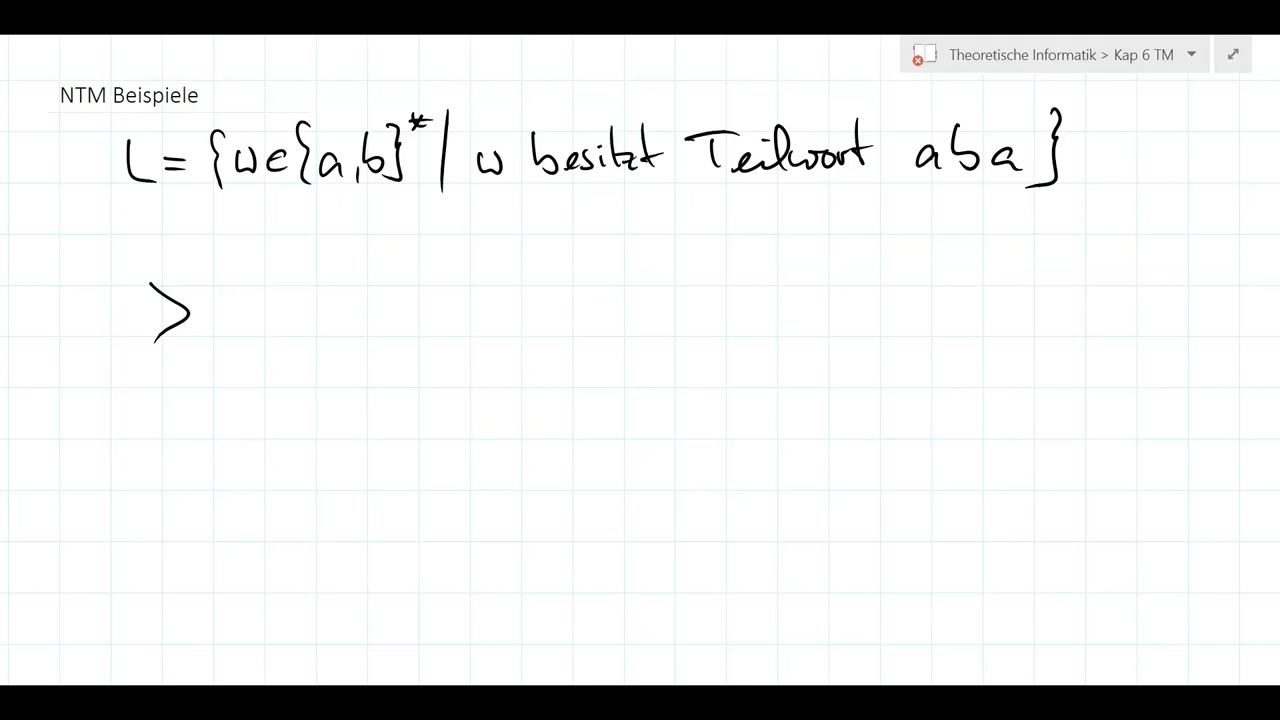 Theoretische Informatik > Kap 6 TM
NTM Beispiele
L = {w∈{a,b}* | w besitzt Teilwort aba}
>